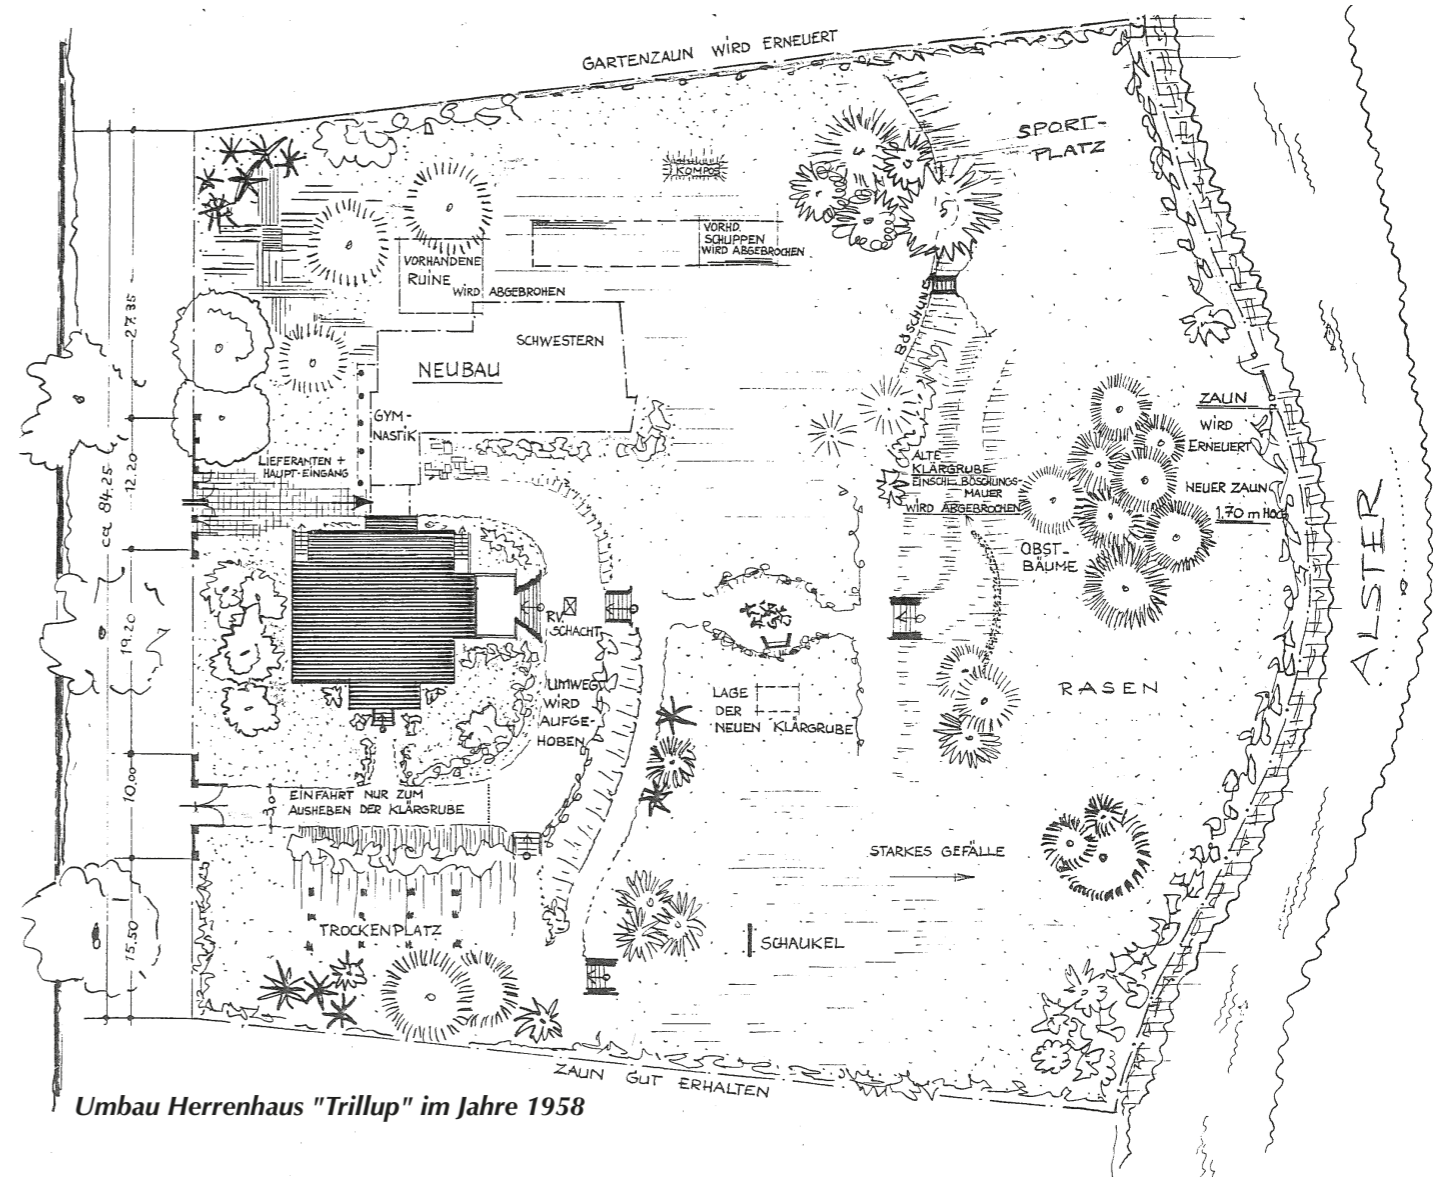 GARTENZAUN WIRD ERNEUERT
SPORT-
PLATZ
KOMPOS
VORHD.
SCHUPPEN
WIRD ABGEBROCHEN
VORHANDENE
RUINE
WIRD ABGEBROHEN
SCHWESTERN
NEUBAU
GYM-
NASTIK
LIEFERANTEN +
HAUPT-EINGANG
BÖSCHUNG
ZAUN
WIRD
ERNEUERT
NEUER ZAUN
1,70 m HOCH
ALTE
KLÄRGRUBE
EINSCHL. BÖSCHUNGS-
MAUER
WIRD ABGEBROCHEN
OBST-
BÄUME
ALSTER
27.35
12.20
ca 84.25
19.20
10.00
15.50
RV.
SCHACHT
UMWEG
WIRD
AUFGE-
HOBEN
LAGE
DER
NEUEN KLÄRGRUBE
RASEN
3,0
EINFAHRT NUR ZUM
AUSHEBEN DER KLÄRGRUBE
STARKES GEFÄLLE
TROCKENPLATZ
SCHAUKEL
ZAUN GUT ERHALTEN
Umbau Herrenhaus "Trillup" im Jahre 1958